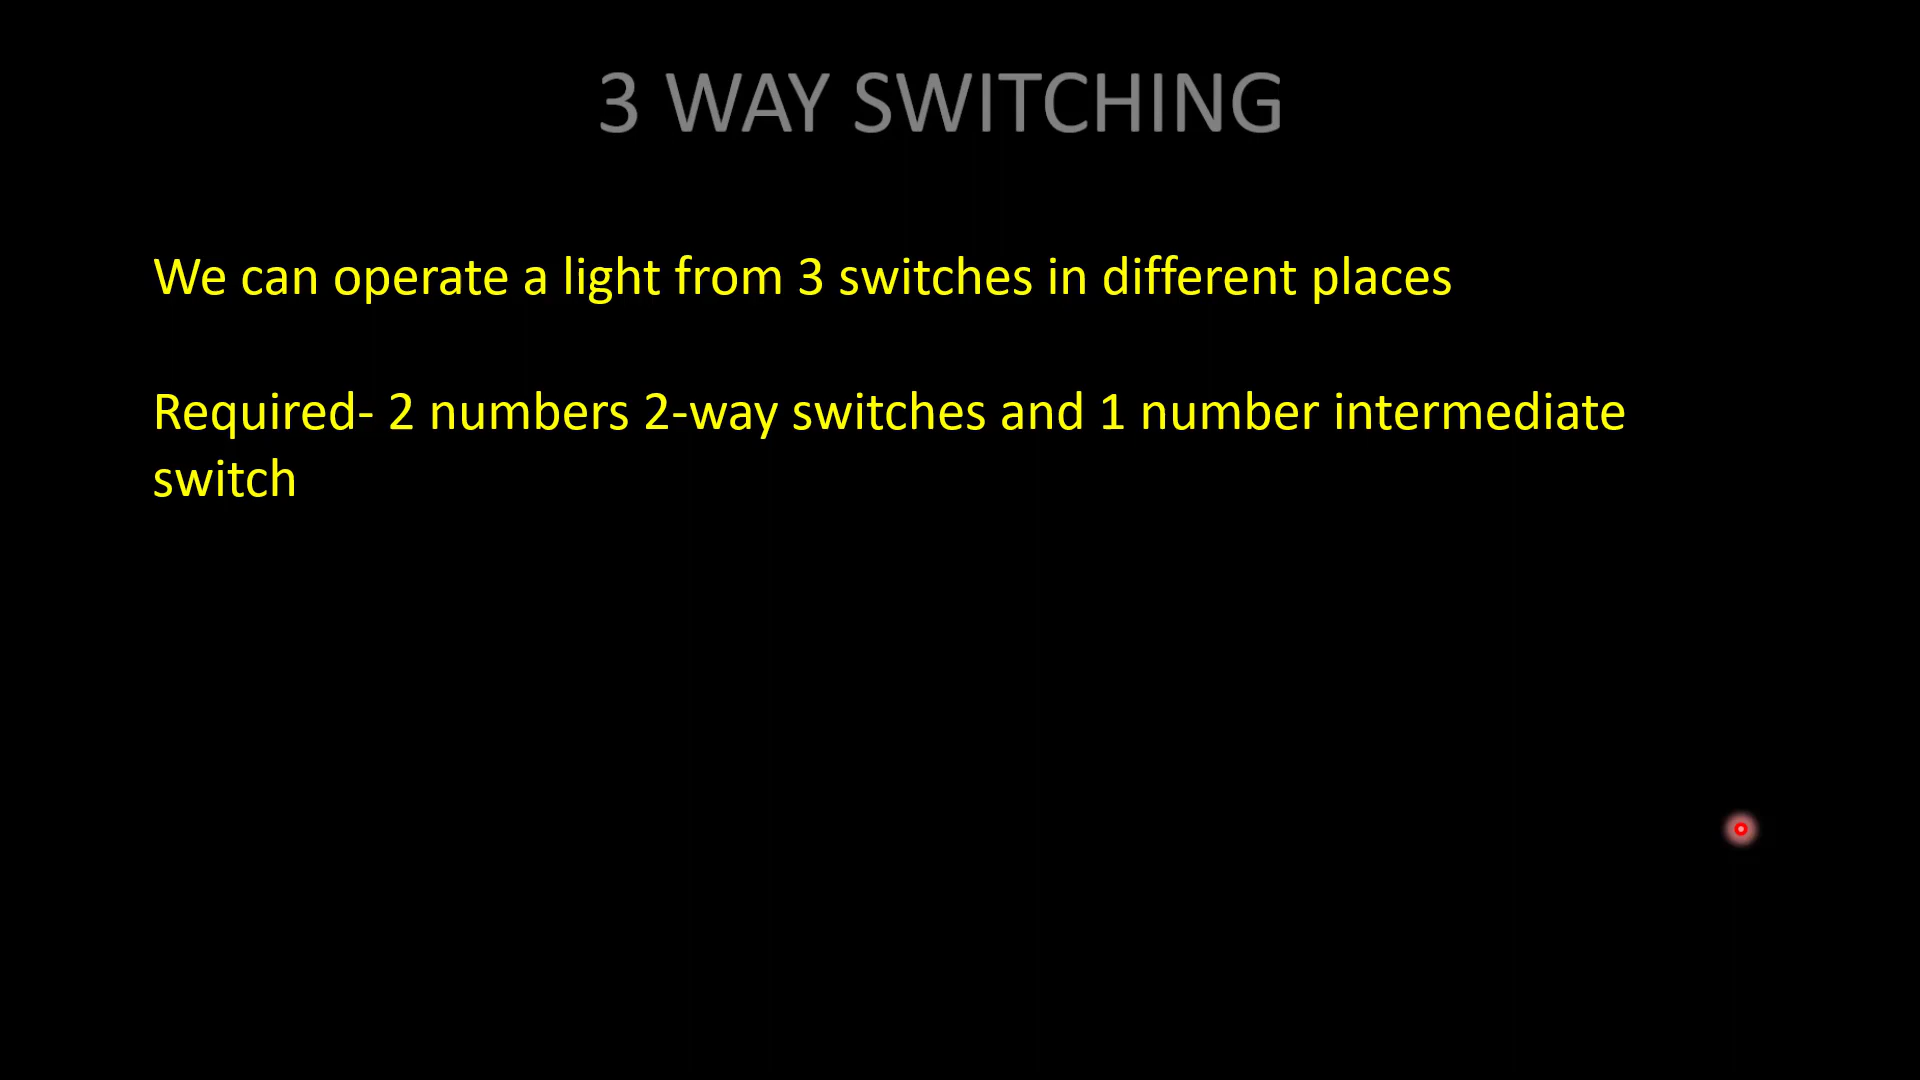 3 WAY SWITCHING
We can operate a light from 3 switches in different places
Required- 2 numbers 2-way switches and 1 number intermediate
switch